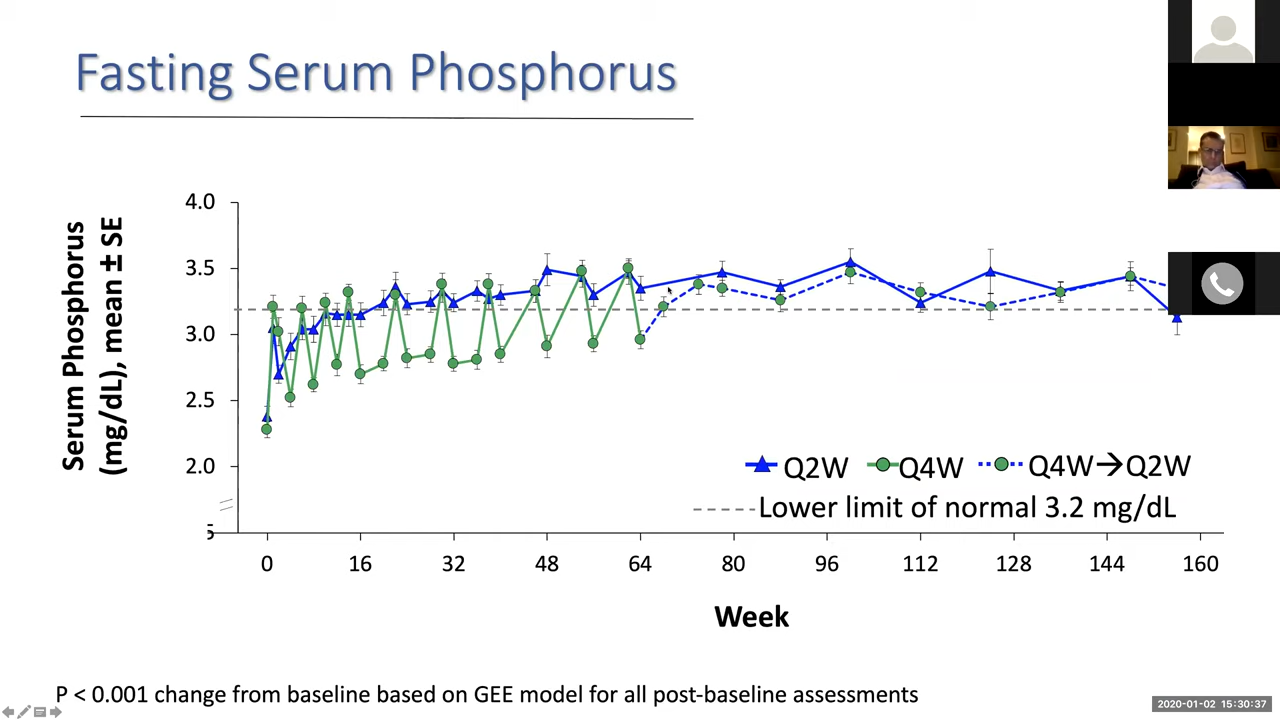 Fasting Serum Phosphorus
Serum Phosphorus
(mg/dL), mean ± SE
4.0
3.5
3.0
2.5
2.0
5
0 16 32 48 64 80 96 112 128 144 160
Week
Q2W Q4W Q4W→Q2W
Lower limit of normal 3.2 mg/dL
P < 0.001 change from baseline based on GEE model for all post-baseline assessments
2020-01-02 15:30:37